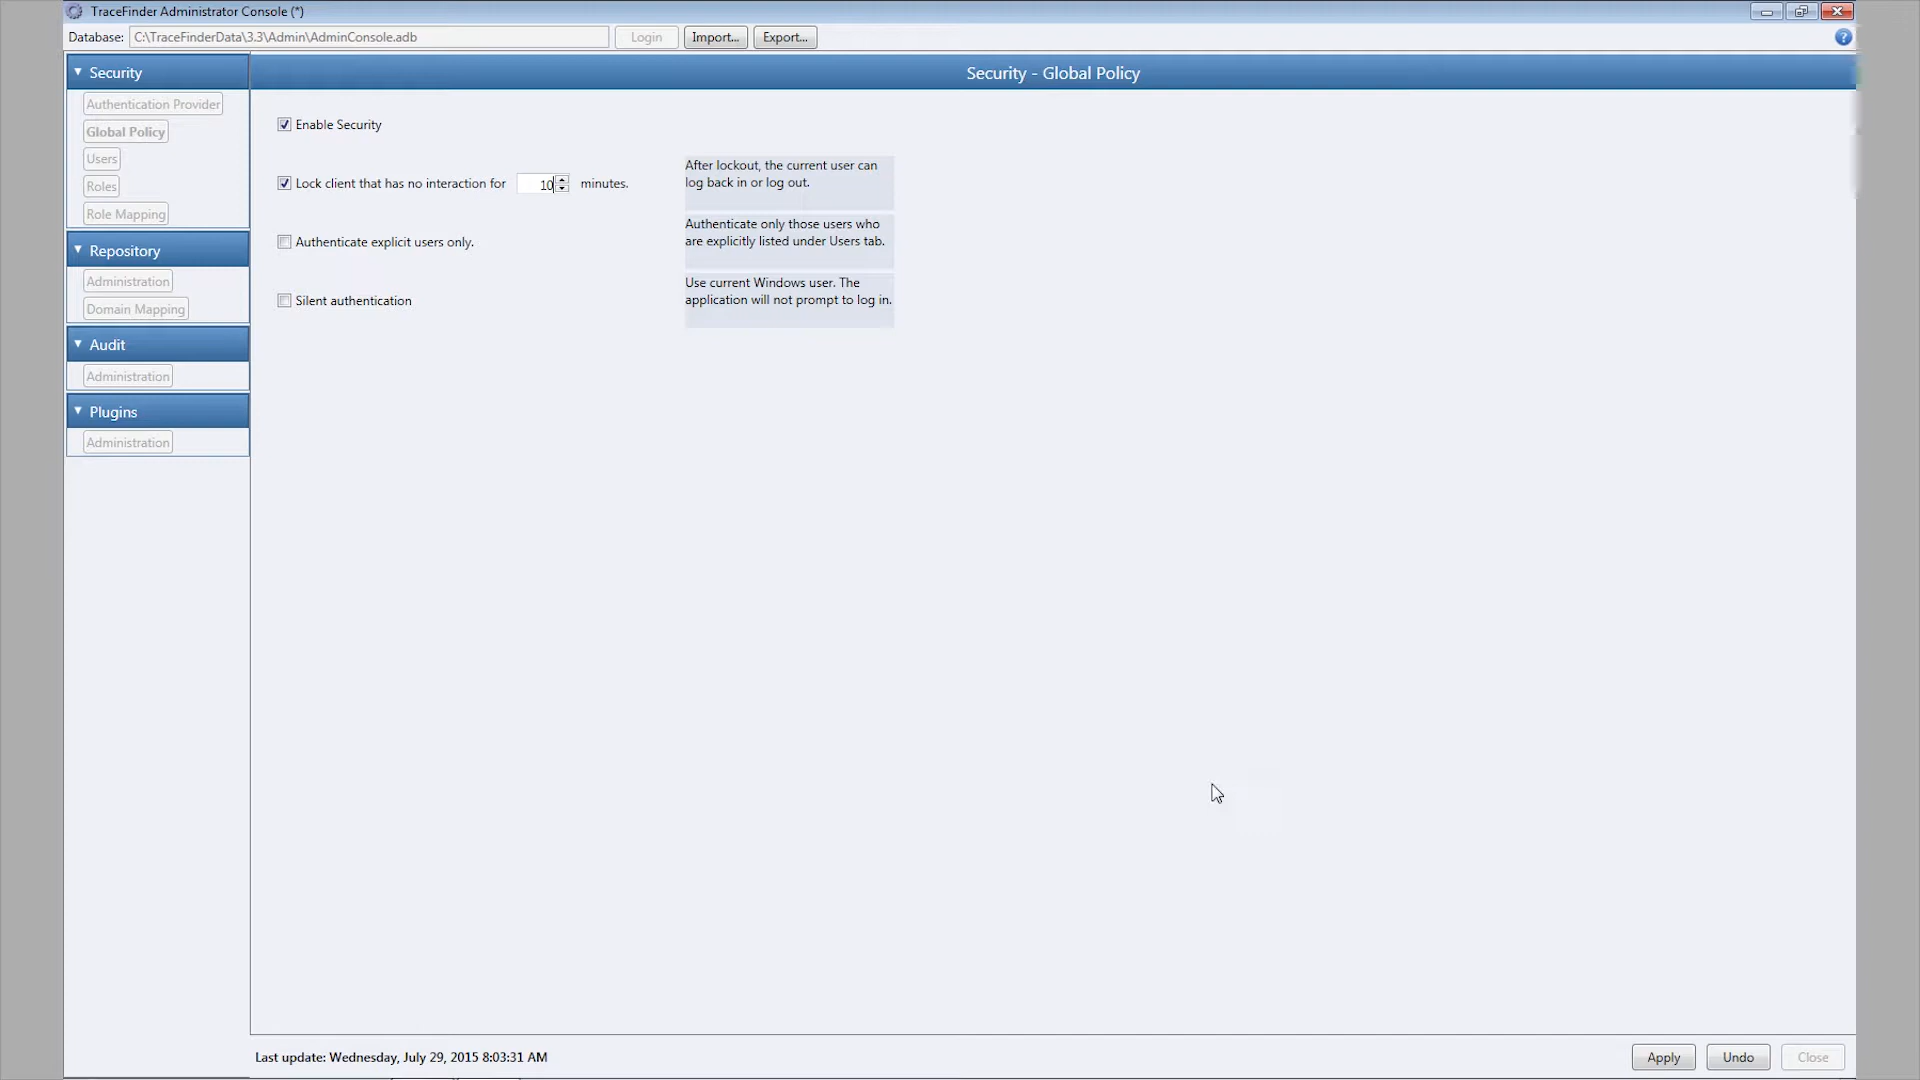 TraceFinder Administrator Console (*)
Database: C:\TraceFinderData\3.3\Admin\AdminConsole.adb Login Import... Export... ?
Security
Authentication Provider
Global Policy
Users
Roles
Role Mapping
Repository
Administration
Domain Mapping
Audit
Administration
Plugins
Administration
Security - Global Policy
Enable Security
Lock client that has no interaction for 10 minutes.
After lockout, the current user can
log back in or log out.
Authenticate explicit users only.
Authenticate only those users who
are explicitly listed under Users tab.
Silent authentication
Use current Windows user. The
application will not prompt to log in.
Last update: Wednesday, July 29, 2015 8:03:31 AM
Apply Undo Close